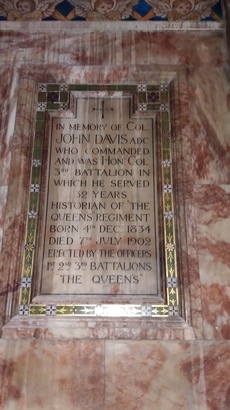 IN MEMORY OF COL.
JOHN DAVIS ADC
WHO COMMANDED
AND WAS HON. COL.
3RD BATTALION IN
WHICH HE SERVED
32 YEARS
HISTORIAN OF THE
QUEENS REGIMENT
BORN 4TH DEC 1834
DIED 7TH JULY 1902
ERECTED BY THE OFFICERS
1ST 2ND 3RD BATTALIONS
"THE QUEENS"